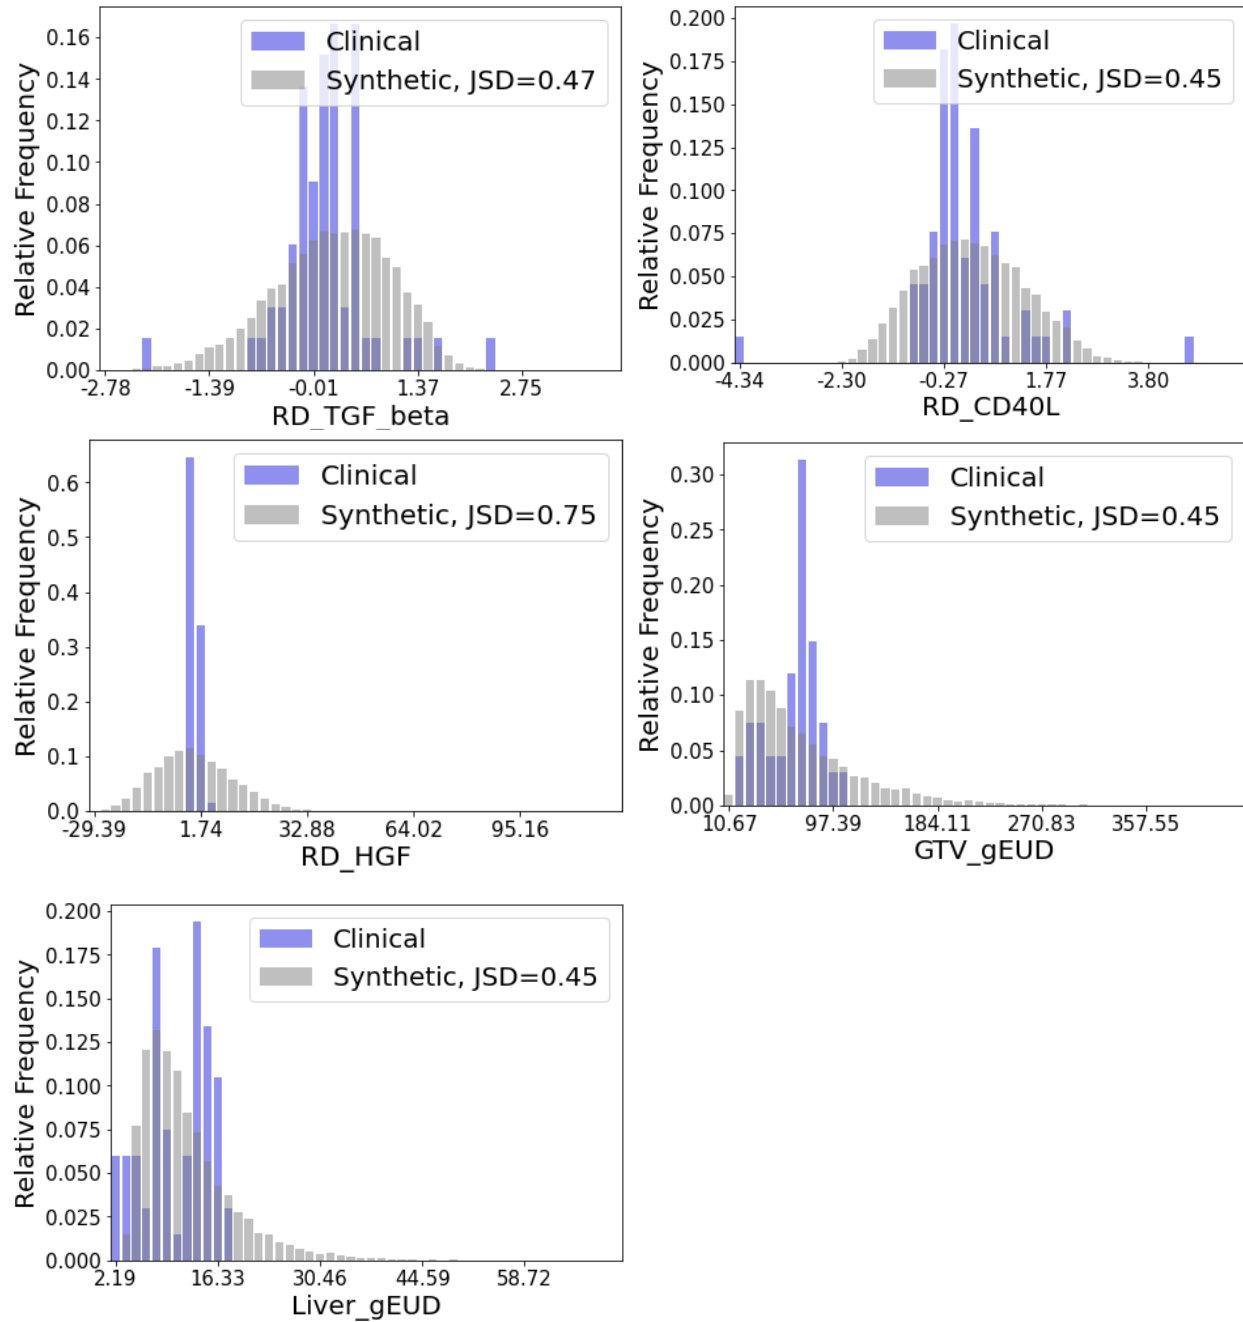 Relative Frequency
0.16
0.14
0.12
0.10
0.08
0.06
0.04
0.02
0.00
Clinical
Synthetic, JSD=0.47
-2.78 -1.39 -0.01 1.37 2.75
RD_TGF_beta
Relative Frequency
0.200
0.175
0.150
0.125
0.100
0.075
0.050
0.025
0.000
Clinical
Synthetic, JSD=0.45
-4.34 -2.30 -0.27 1.77 3.80
RD_CD40L
Relative Frequency
0.6
0.5
0.4
0.3
0.2
0.1
0.0
Clinical
Synthetic, JSD=0.75
-29.39 1.74 32.88 64.02 95.16
RD_HGF
Relative Frequency
0.30
0.25
0.20
0.15
0.10
0.05
0.00
Clinical
Synthetic, JSD=0.45
10.67 97.39 184.11 270.83 357.55
GTV_gEUD
Relative Frequency
0.200
0.175
0.150
0.125
0.100
0.075
0.050
0.025
0.000
Clinical
Synthetic, JSD=0.45
2.19 16.33 30.46 44.59 58.72
Liver_gEUD